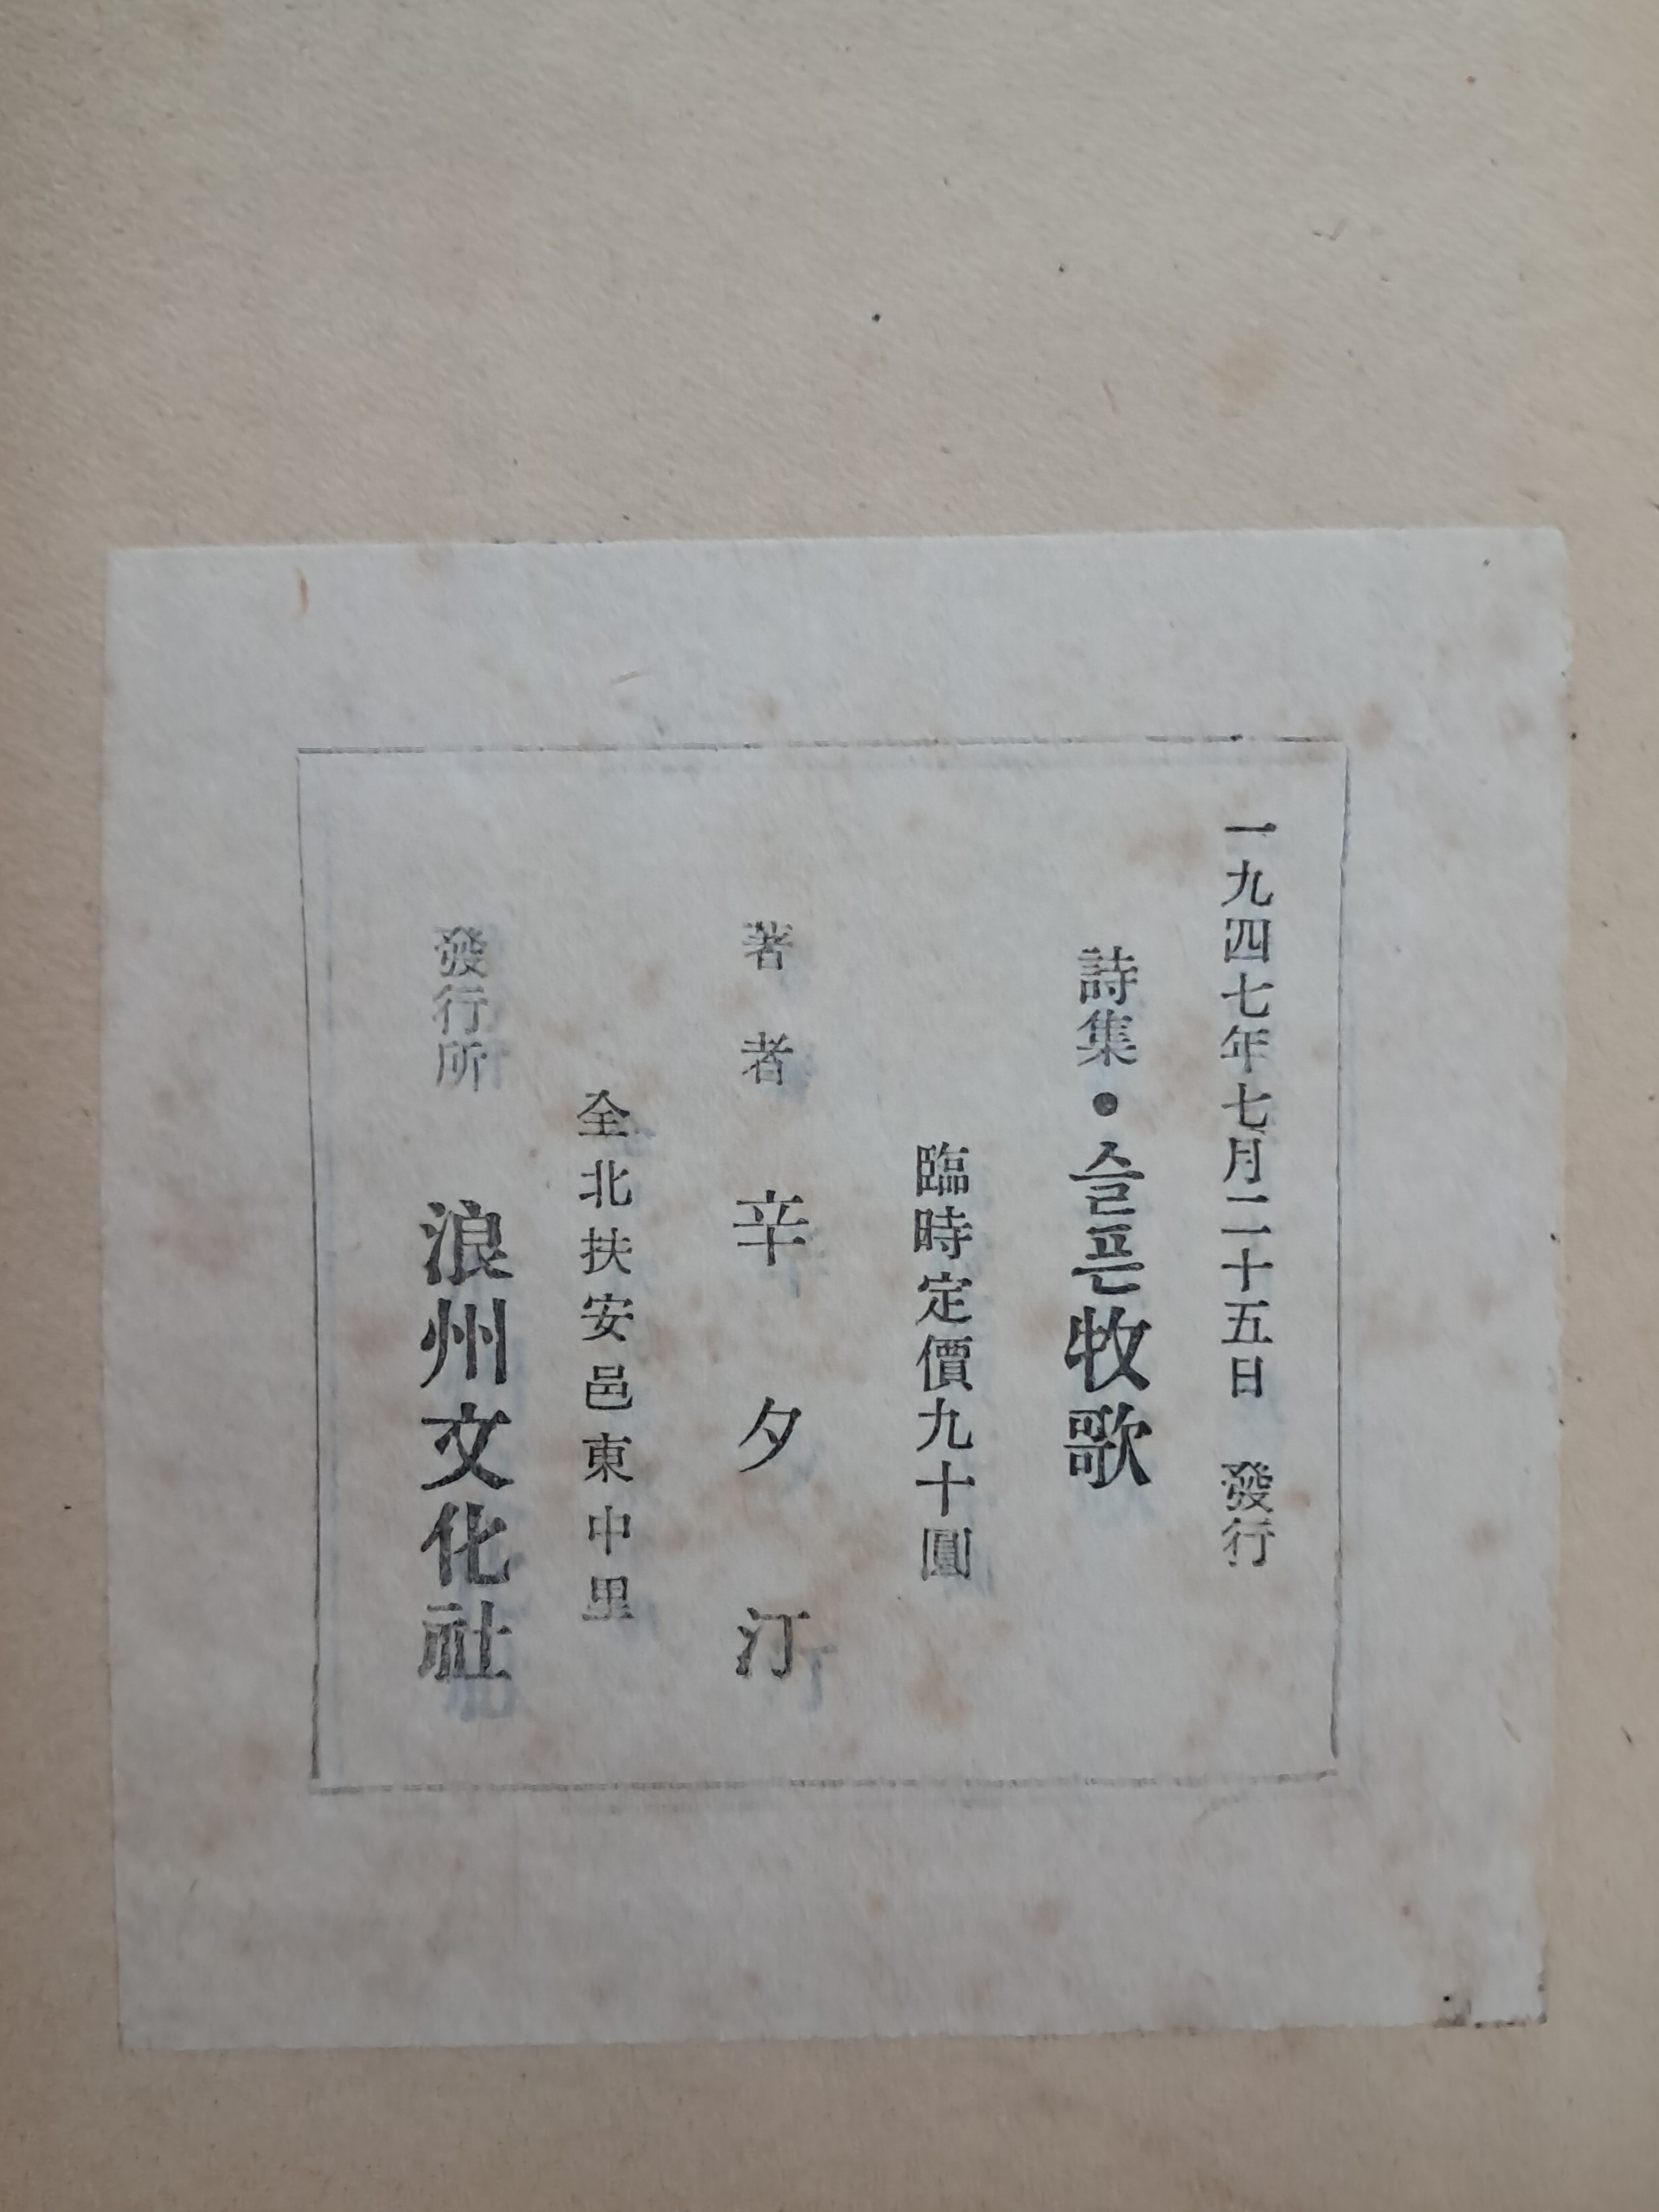 一九四七年七月二十五日 發行
詩集•슬픈牧歌
臨時定價九十圓
著者 辛夕汀
全北扶安邑東中里
發行所 浪州文化社